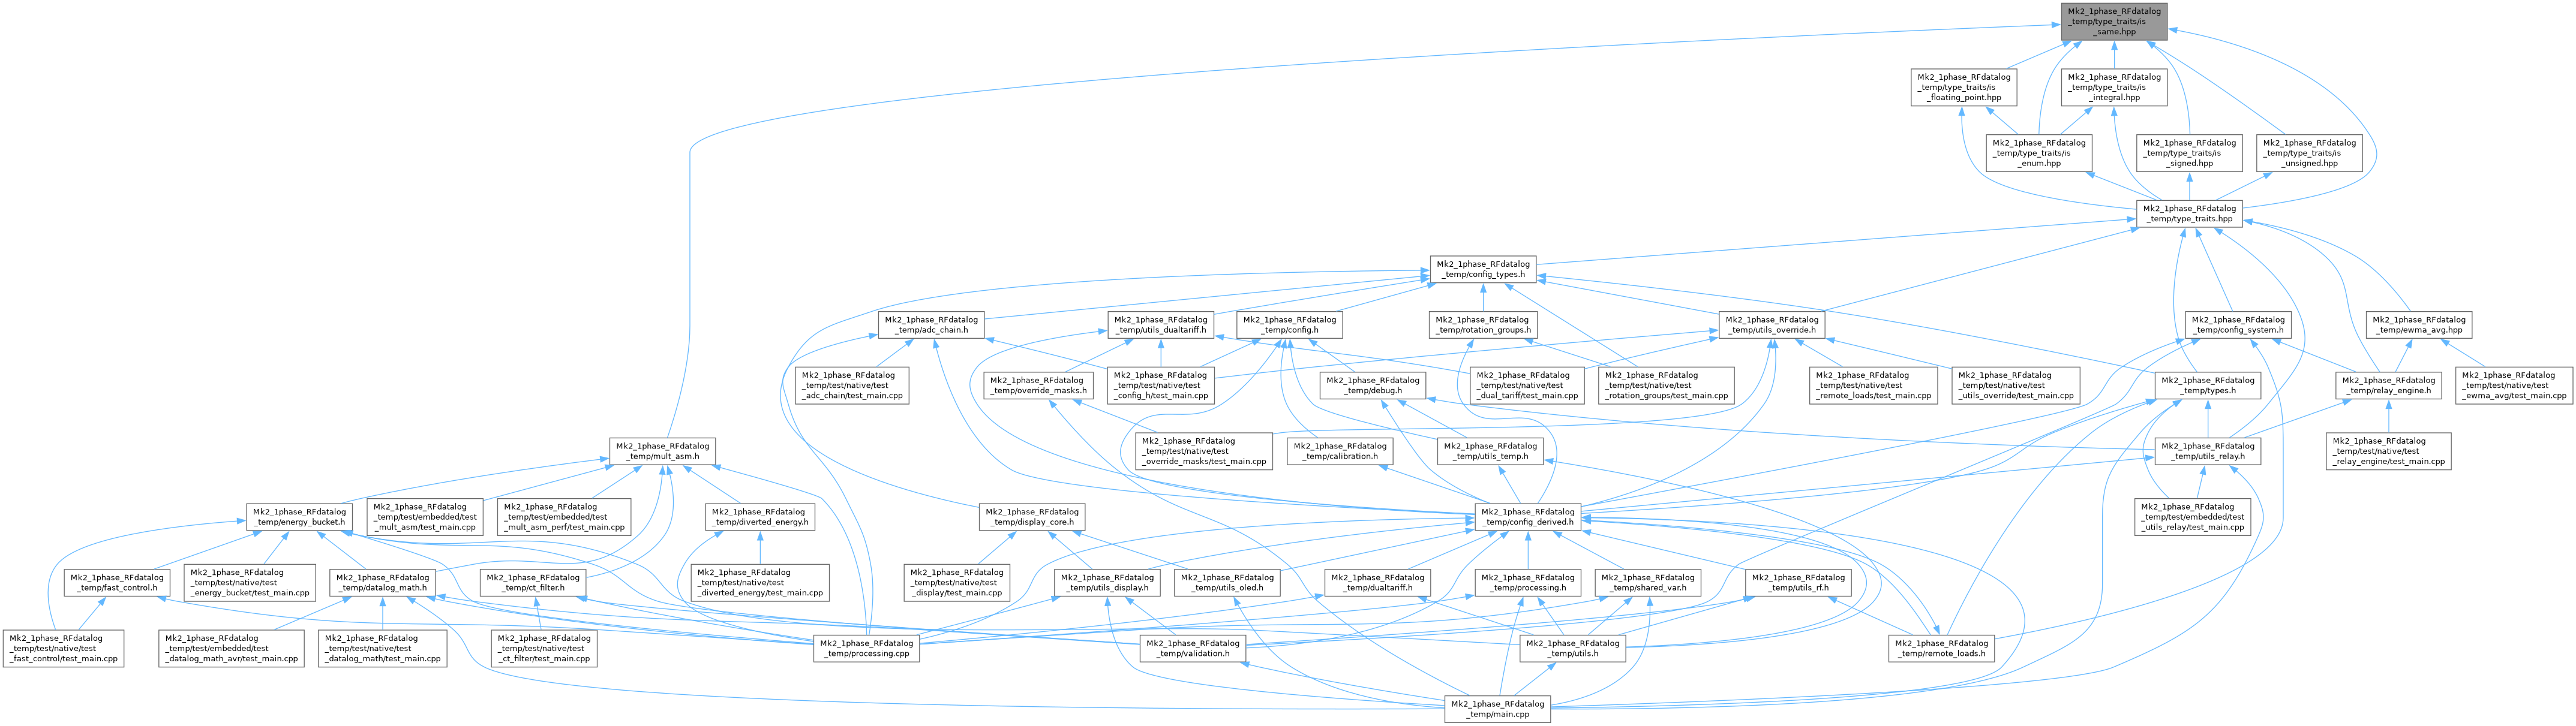 Mk2_1phase_RFdatalog
_temp/type_traits/is
_same.hpp
Mk2_1phase_RFdatalog
_temp/type_traits/is
_floating_point.hpp
Mk2_1phase_RFdatalog
_temp/type_traits/is
_integral.hpp
Mk2_1phase_RFdatalog
_temp/type_traits/is
_enum.hpp
Mk2_1phase_RFdatalog
_temp/type_traits/is
_signed.hpp
Mk2_1phase_RFdatalog
_temp/type_traits/is
_unsigned.hpp
Mk2_1phase_RFdatalog
_temp/type_traits.hpp
Mk2_1phase_RFdatalog
_temp/config_types.h
Mk2_1phase_RFdatalog
_temp/adc_chain.h
Mk2_1phase_RFdatalog
_temp/utils_dualtariff.h
Mk2_1phase_RFdatalog
_temp/config.h
Mk2_1phase_RFdatalog
_temp/rotation_groups.h
Mk2_1phase_RFdatalog
_temp/utils_override.h
Mk2_1phase_RFdatalog
_temp/config_system.h
Mk2_1phase_RFdatalog
_temp/ewma_avg.hpp
Mk2_1phase_RFdatalog
_temp/test/native/test
_adc_chain/test_main.cpp
Mk2_1phase_RFdatalog
_temp/override_masks.h
Mk2_1phase_RFdatalog
_temp/test/native/test
_config_h/test_main.cpp
Mk2_1phase_RFdatalog
_temp/debug.h
Mk2_1phase_RFdatalog
_temp/test/native/test
_dual_tariff/test_main.cpp
Mk2_1phase_RFdatalog
_temp/test/native/test
_rotation_groups/test_main.cpp
Mk2_1phase_RFdatalog
_temp/test/native/test
_remote_loads/test_main.cpp
Mk2_1phase_RFdatalog
_temp/test/native/test
_utils_override/test_main.cpp
Mk2_1phase_RFdatalog
_temp/types.h
Mk2_1phase_RFdatalog
_temp/relay_engine.h
Mk2_1phase_RFdatalog
_temp/test/native/test
_ewma_avg/test_main.cpp
Mk2_1phase_RFdatalog
_temp/mult_asm.h
Mk2_1phase_RFdatalog
_temp/test/native/test
_override_masks/test_main.cpp
Mk2_1phase_RFdatalog
_temp/calibration.h
Mk2_1phase_RFdatalog
_temp/utils_temp.h
Mk2_1phase_RFdatalog
_temp/utils_relay.h
Mk2_1phase_RFdatalog
_temp/test/native/test
_relay_engine/test_main.cpp
Mk2_1phase_RFdatalog
_temp/energy_bucket.h
Mk2_1phase_RFdatalog
_temp/test/embedded/test
_mult_asm/test_main.cpp
Mk2_1phase_RFdatalog
_temp/test/embedded/test
_mult_asm_perf/test_main.cpp
Mk2_1phase_RFdatalog
_temp/diverted_energy.h
Mk2_1phase_RFdatalog
_temp/display_core.h
Mk2_1phase_RFdatalog
_temp/config_derived.h
Mk2_1phase_RFdatalog
_temp/test/embedded/test
_utils_relay/test_main.cpp
Mk2_1phase_RFdatalog
_temp/fast_control.h
Mk2_1phase_RFdatalog
_temp/test/native/test
_energy_bucket/test_main.cpp
Mk2_1phase_RFdatalog
_temp/datalog_math.h
Mk2_1phase_RFdatalog
_temp/ct_filter.h
Mk2_1phase_RFdatalog
_temp/test/native/test
_diverted_energy/test_main.cpp
Mk2_1phase_RFdatalog
_temp/test/native/test
_display/test_main.cpp
Mk2_1phase_RFdatalog
_temp/utils_display.h
Mk2_1phase_RFdatalog
_temp/utils_oled.h
Mk2_1phase_RFdatalog
_temp/dualtariff.h
Mk2_1phase_RFdatalog
_temp/processing.h
Mk2_1phase_RFdatalog
_temp/shared_var.h
Mk2_1phase_RFdatalog
_temp/utils_rf.h
Mk2_1phase_RFdatalog
_temp/test/native/test
_fast_control/test_main.cpp
Mk2_1phase_RFdatalog
_temp/test/embedded/test
_datalog_math_avr/test_main.cpp
Mk2_1phase_RFdatalog
_temp/test/native/test
_datalog_math/test_main.cpp
Mk2_1phase_RFdatalog
_temp/test/native/test
_ct_filter/test_main.cpp
Mk2_1phase_RFdatalog
_temp/processing.cpp
Mk2_1phase_RFdatalog
_temp/validation.h
Mk2_1phase_RFdatalog
_temp/utils.h
Mk2_1phase_RFdatalog
_temp/remote_loads.h
Mk2_1phase_RFdatalog
_temp/main.cpp